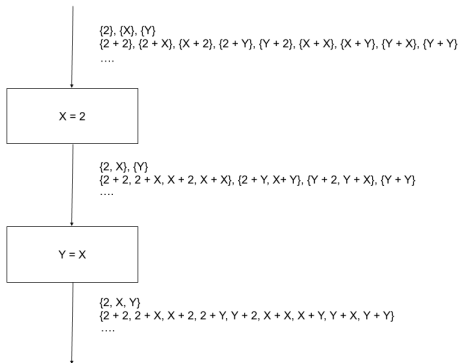 {2}, {X}, {Y}
{2 + 2}, {2 + X}, {X + 2}, {2 + Y}, {Y + 2}, {X + X}, {X + Y}, {Y + X}, {Y + Y}
....
X = 2
{2, X}, {Y}
{2 + 2, 2 + X, X + 2, X + X}, {2 + Y, X+ Y}, {Y + 2, Y + X}, {Y + Y}
....
Y = X
{2, X, Y}
{2 + 2, 2 + X, X + 2, 2 + Y, Y + 2, X + X, X + Y, Y + X, Y + Y}
....